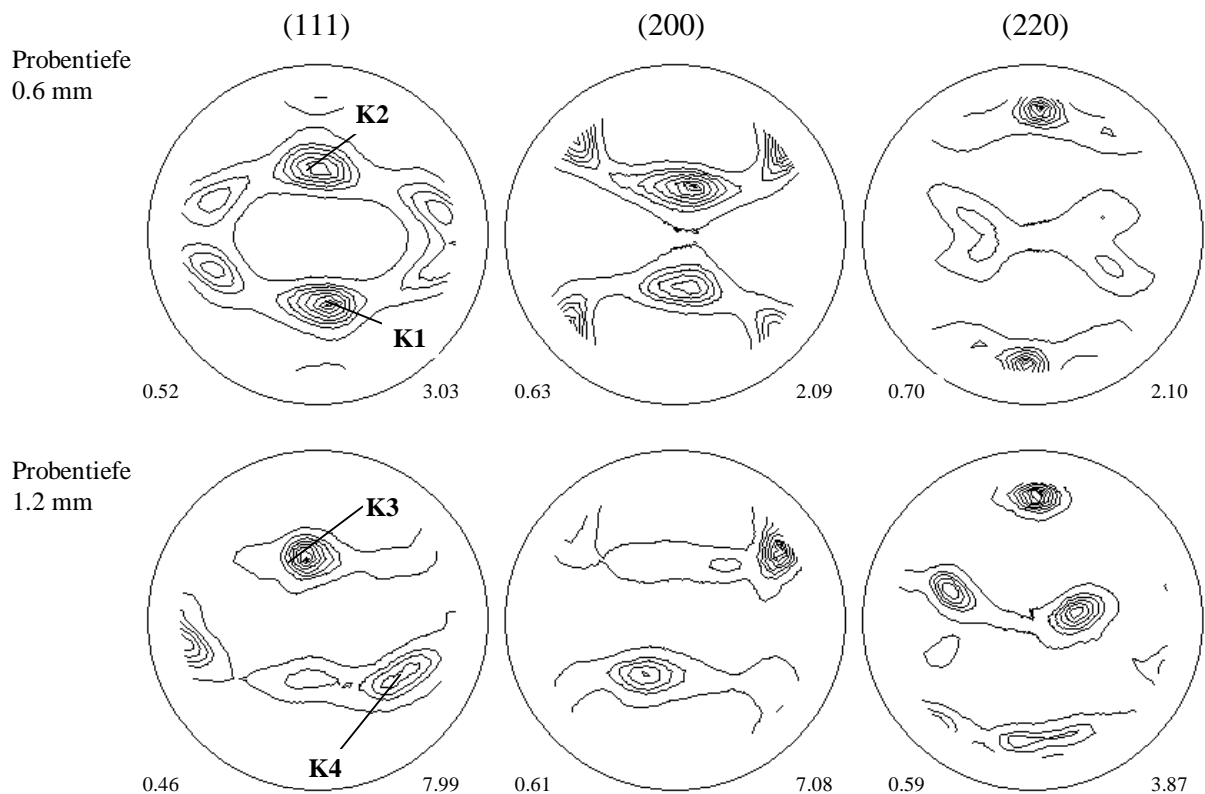 (111) (200) (220)
Probentiefe
0.6 mm
K2
K1
0.52 3.03 0.63 2.09 0.70 2.10
Probentiefe
1.2 mm
K3
K4
0.46 7.99 0.61 7.08 0.59 3.87